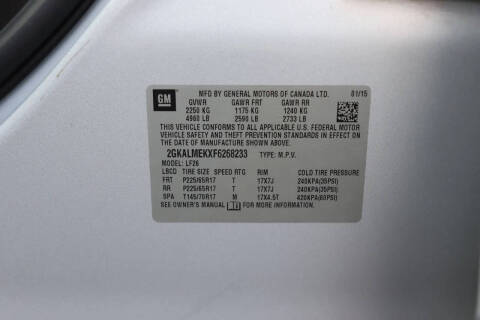 GM
MFD BY GENERAL MOTORS OF CANADA LTD. 01/15
GVWR GAWR FRT GAWR RR
2250 KG 1175 KG 1240 KG
4960 LB 2590 LB 2733 LB
THIS VEHICLE CONFORMS TO ALL APPLICABLE U.S. FEDERAL MOTOR
VEHICLE SAFETY AND THEFT PREVENTION STANDARDS IN EFFECT ON
THE DATE OF MANUFACTURE SHOWN ABOVE.
2GKALMEKXF6268233 TYPE: M.P.V.
MODEL: LF26
LBCD TIRE SIZE SPEED RTG RIM COLD TIRE PRESSURE
FRT P225/65R17 T 17X7J 240KPA(35PSI)
RR P225/65R17 T 17X7J 240KPA(35PSI)
SPA T145/70R17 M 17X4.5T 420KPA(60PSI)
SEE OWNER'S MANUAL FOR MORE INFORMATION.